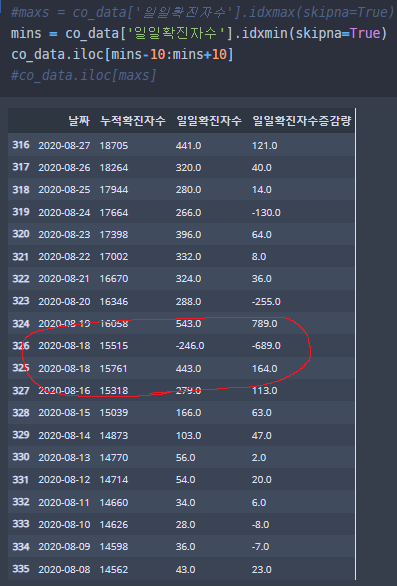 #maxs = co_data['일일확진자수'].idxmax(skipna=True)
mins = co_data['일일확진자수'].idxmin(skipna=True)
co_data.iloc[mins-10:mins+10]
#co_data.iloc[maxs]
날짜 누적확진자수 일일확진자수 일일확진자수증감량
316 2020-08-27 18705 441.0 121.0
317 2020-08-26 18264 320.0 40.0
318 2020-08-25 17944 280.0 14.0
319 2020-08-24 17664 266.0 -130.0
320 2020-08-23 17398 396.0 64.0
321 2020-08-22 17002 332.0 8.0
322 2020-08-21 16670 324.0 36.0
323 2020-08-20 16346 288.0 -255.0
324 2020-08-19 16058 543.0 789.0
326 2020-08-18 15515 -246.0 -689.0
325 2020-08-18 15761 443.0 164.0
327 2020-08-16 15318 279.0 113.0
328 2020-08-15 15039 166.0 63.0
329 2020-08-14 14873 103.0 47.0
330 2020-08-13 14770 56.0 2.0
331 2020-08-12 14714 54.0 20.0
332 2020-08-11 14660 34.0 6.0
333 2020-08-10 14626 28.0 -8.0
334 2020-08-09 14598 36.0 -7.0
335 2020-08-08 14562 43.0 23.0